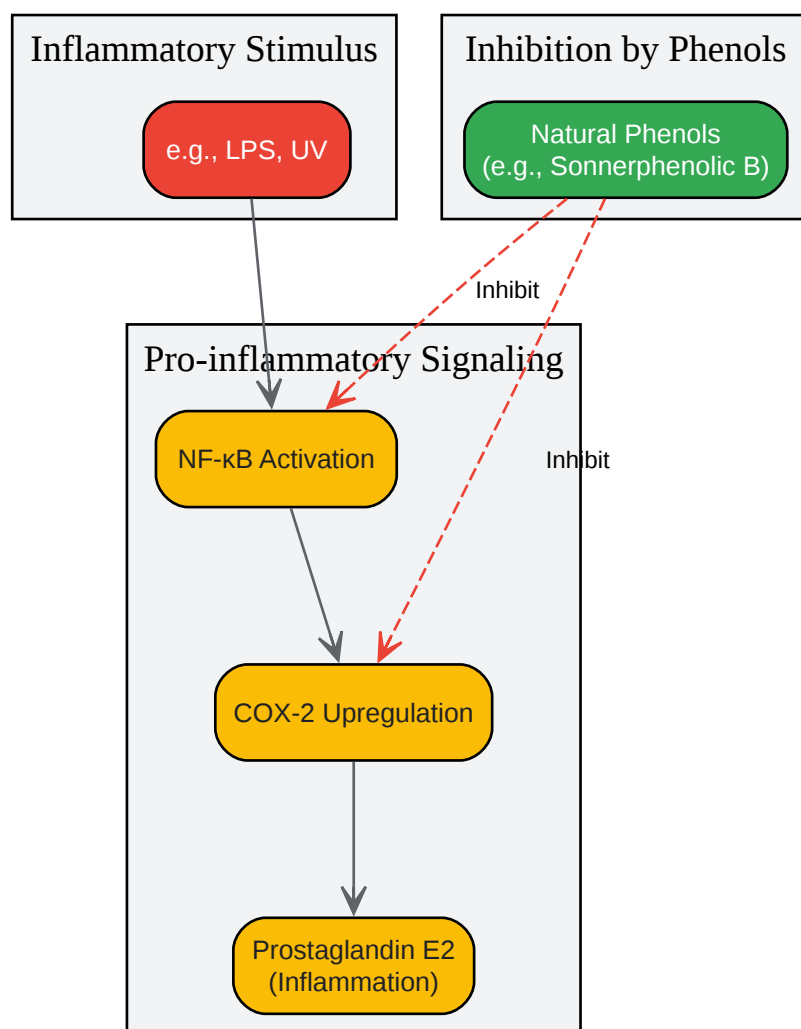 Inflammatory Stimulus
Inhibition by Phenols
e.g., LPS, UV
Natural Phenols
(e.g., Sonnerphenolic B)
Inhibit
Pro-inflammatory Signaling
NF-κB Activation
Inhibit
COX-2 Upregulation
Prostaglandin E2
(Inflammation)